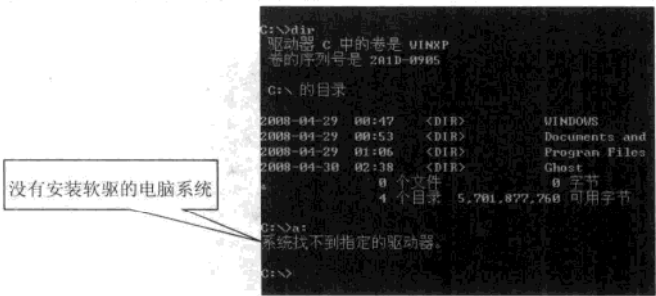 C:\>dir
驱动器 C 中的卷是 WINXP
卷的序列号是 2A1D-0905
C:\ 的目录
2008-04-29 00:47 <DIR> WINDOWS
2008-04-29 00:53 <DIR> Documents and
2008-04-29 01:06 <DIR> Program Files
2008-04-30 02:38 <DIR> Ghost
0 个文件 0 字节
4 个目录 5,701,877,760 可用字节
没有安装软驱的电脑系统
C:\>a:
系统找不到指定的驱动器。
C:\>